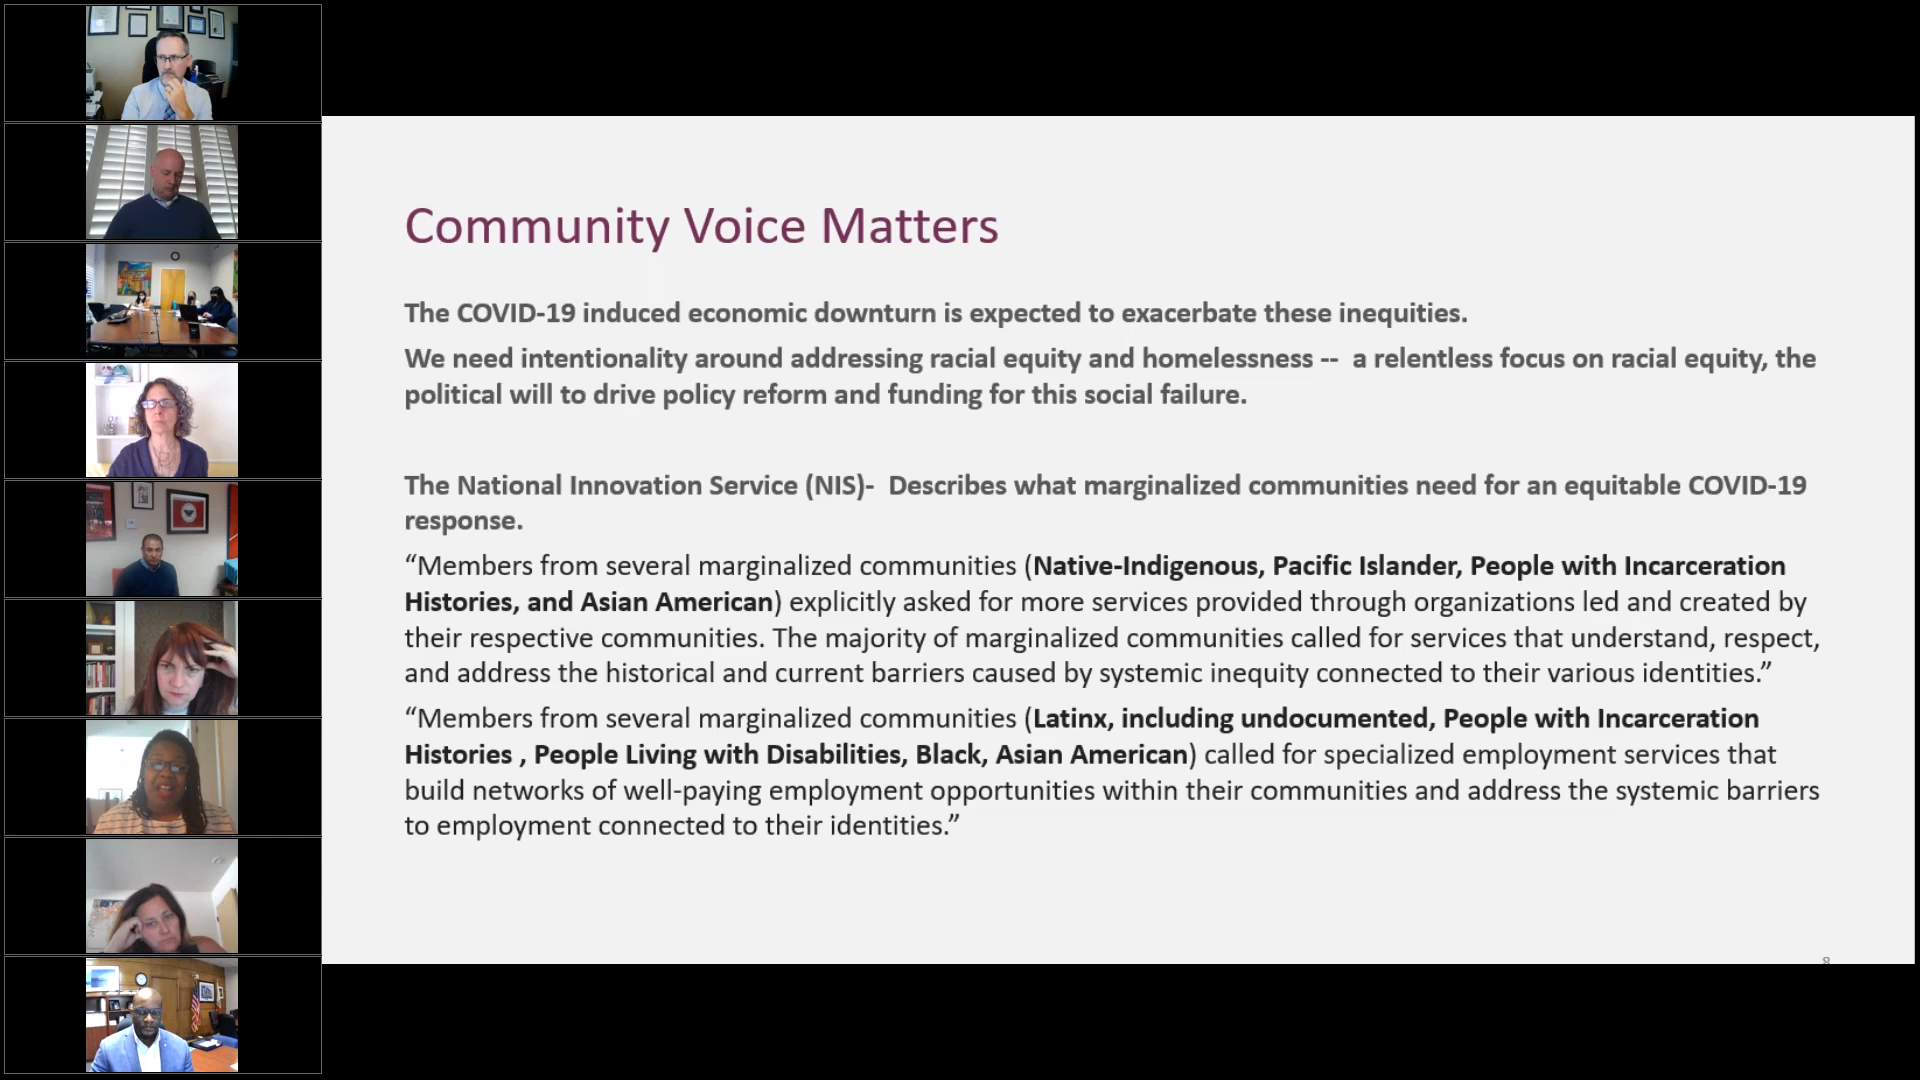 Community Voice Matters
The COVID-19 induced economic downturn is expected to exacerbate these inequities.
We need intentionality around addressing racial equity and homelessness --  a relentless focus on racial equity, the
political will to drive policy reform and funding for this social failure.
The National Innovation Service (NIS)-  Describes what marginalized communities need for an equitable COVID-19
response.
“Members from several marginalized communities (Native-Indigenous, Pacific Islander, People with Incarceration
Histories, and Asian American) explicitly asked for more services provided through organizations led and created by
their respective communities. The majority of marginalized communities called for services that understand, respect,
and address the historical and current barriers caused by systemic inequity connected to their various identities.”
“Members from several marginalized communities (Latinx, including undocumented, People with Incarceration
Histories , People Living with Disabilities, Black, Asian American) called for specialized employment services that
build networks of well-paying employment opportunities within their communities and address the systemic barriers
to employment connected to their identities.”
8